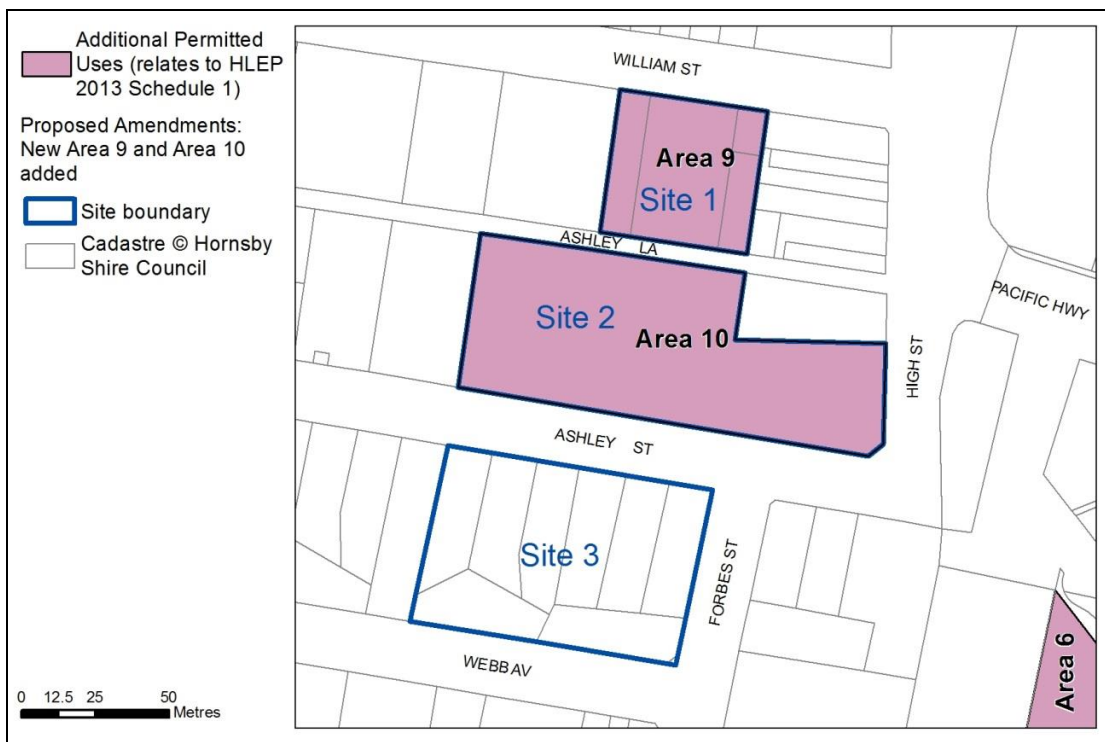 Additional Permitted
Uses (relates to HLEP
2013 Schedule 1)
Proposed Amendments:
New Area 9 and Area 10
added
Site boundary
Cadastre © Hornsby
Shire Council
0 12.5 25 50
Metres
WILLIAM ST
Area 9
Site 1
ASHLEY LA
Site 2
Area 10
PACIFIC HWY
HIGH ST
ASHLEY ST
Site 3
FORBES ST
WEBB AV
Area 6